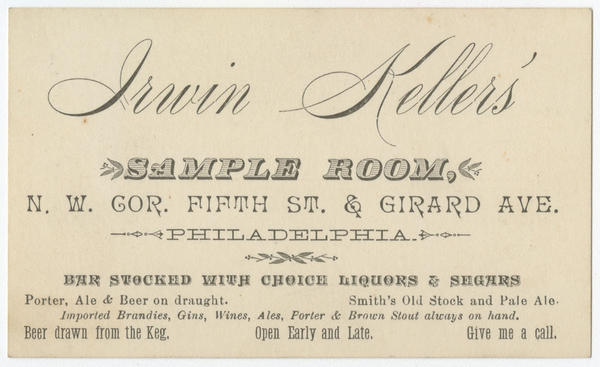 Irwin Kellers'
SAMPLE ROOM,
N. W. COR. FIFTH ST. & GIRARD AVE.
PHILADELPHIA.
BAR STOCKED WITH CHOICE LIQUORS & SEGARS
Porter, Ale & Beer on draught. Smith's Old Stock and Pale Ale.
Imported Brandies, Gins, Wines, Ales, Porter & Brown Stout always on hand.
Beer drawn from the Keg. Open Early and Late. Give me a call.